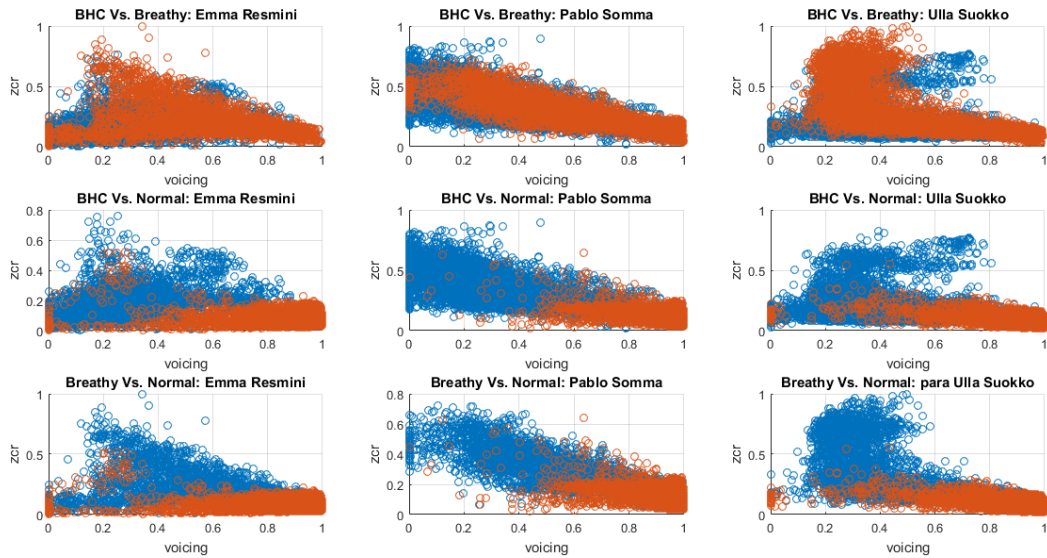 BHC Vs. Breathy: Emma Resmini
1
0.5
0
zcr
0 0.2 0.4 0.6 0.8 1
voicing
BHC Vs. Breathy: Pablo Somma
1
0.5
0
zcr
0 0.2 0.4 0.6 0.8 1
voicing
BHC Vs. Breathy: Ulla Suokko
1
0.5
0
zcr
0 0.2 0.4 0.6 0.8 1
voicing
BHC Vs. Normal: Emma Resmini
0.8
0.6
0.4
0.2
0
zcr
0 0.2 0.4 0.6 0.8 1
voicing
BHC Vs. Normal: Pablo Somma
1
0.5
0
zcr
0 0.2 0.4 0.6 0.8 1
voicing
BHC Vs. Normal: Ulla Suokko
1
0.5
0
zcr
0 0.2 0.4 0.6 0.8 1
voicing
Breathy Vs. Normal: Emma Resmini
1
0.5
0
zcr
0 0.2 0.4 0.6 0.8 1
voicing
Breathy Vs. Normal: Pablo Somma
0.8
0.6
0.4
0.2
0
zcr
0 0.2 0.4 0.6 0.8 1
voicing
Breathy Vs. Normal: para Ulla Suokko
1
0.5
0
zcr
0 0.2 0.4 0.6 0.8 1
voicing